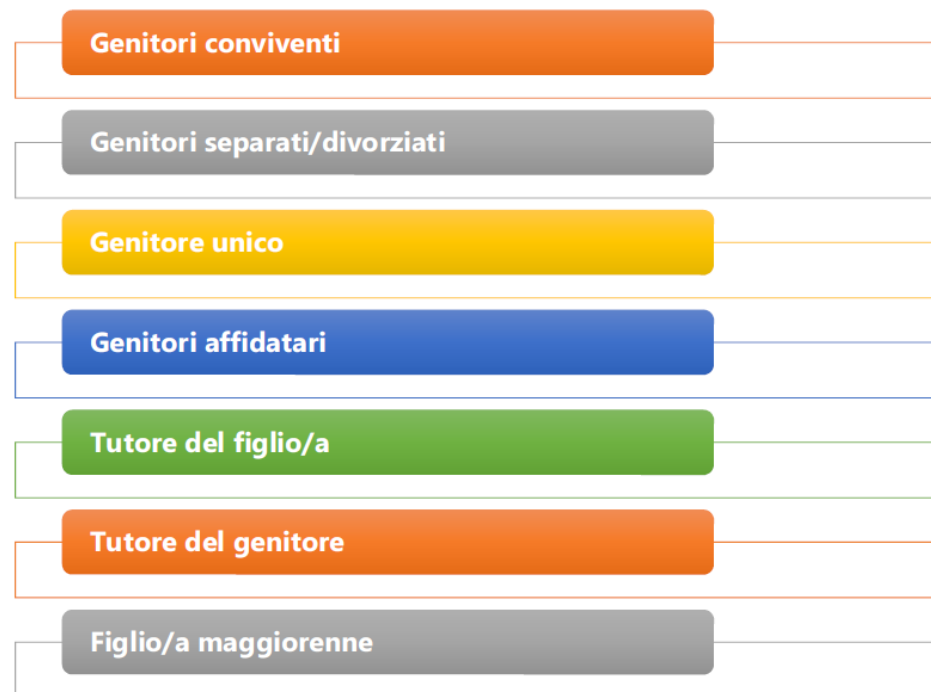 Genitori conviventi
Genitori separati/divorziati
Genitore unico
Genitori affidatari
Tutore del figlio/a
Tutore del genitore
Figlio/a maggiorenne